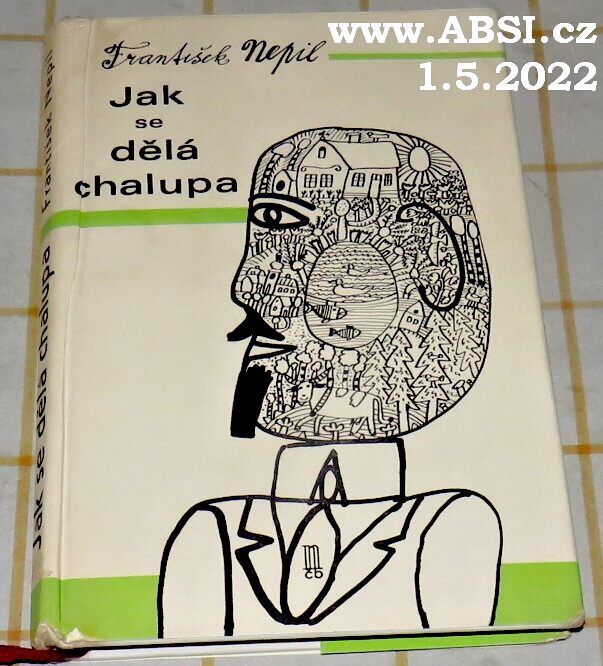 www.ABSI.cz
1.5.2022
František Nepil
Jak
se
dělá
chalupa
František Nepil
Jak se dělá chalupa